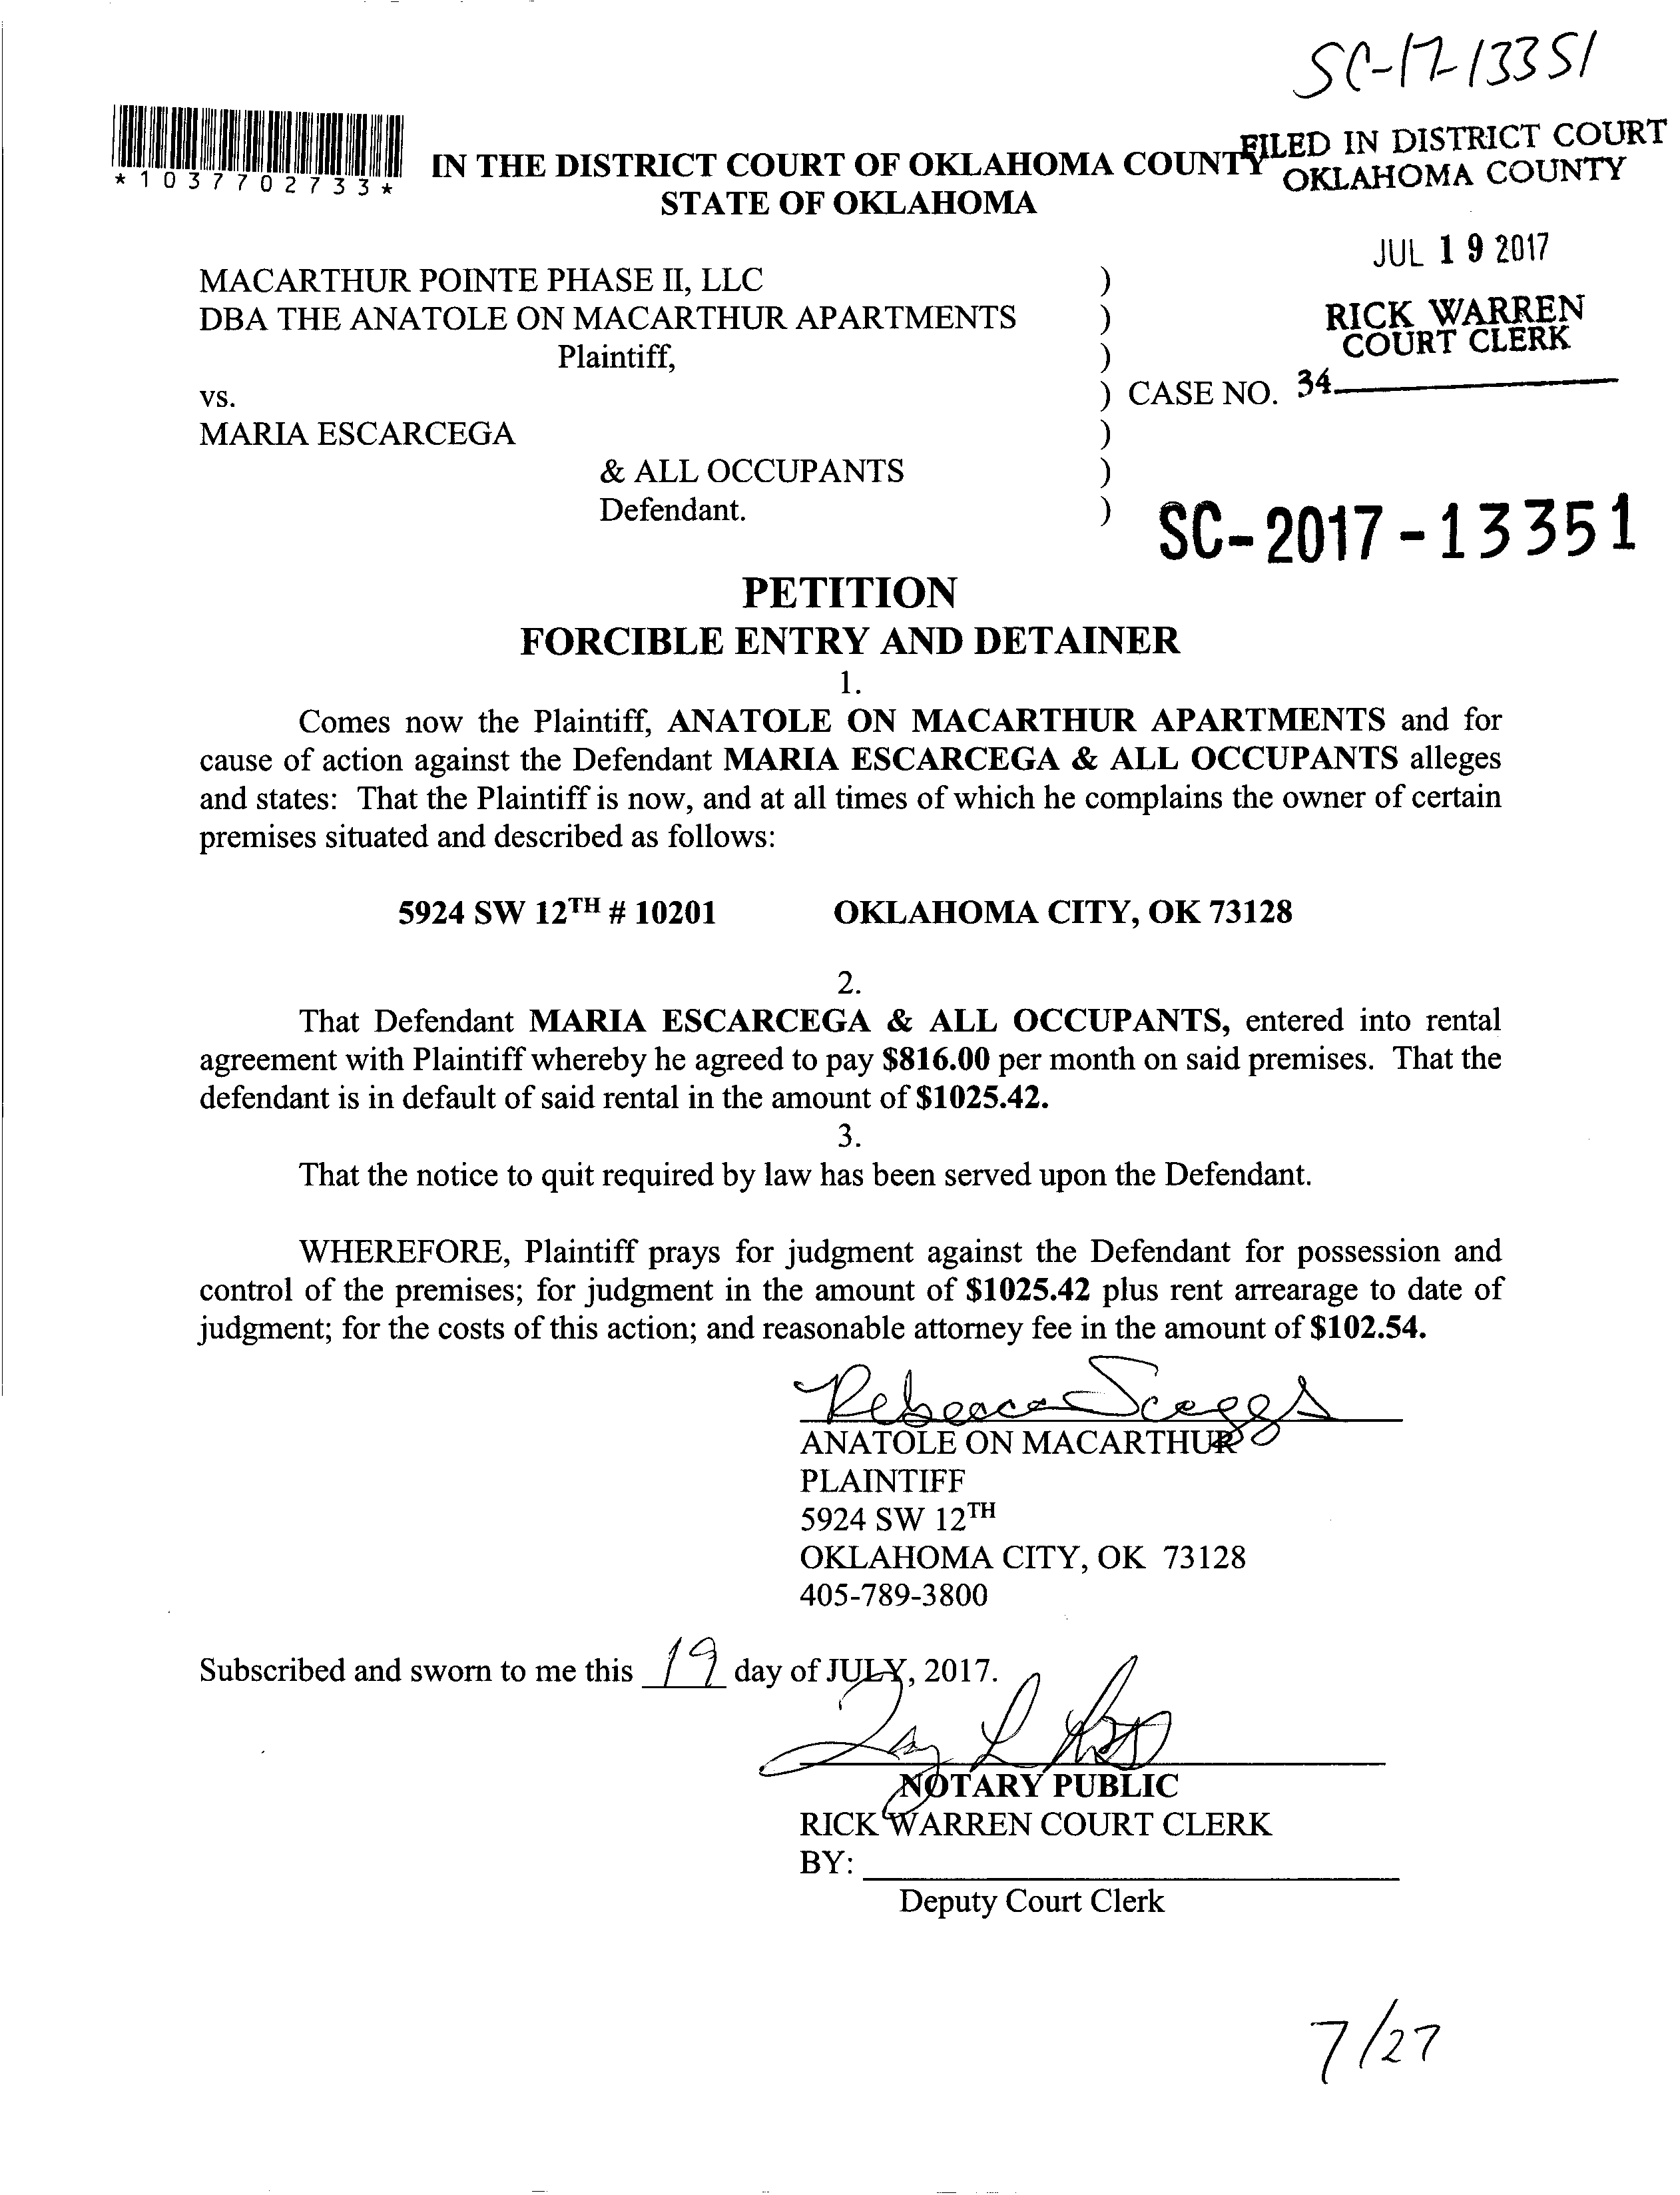 SC-17-13351
FILED IN DISTRICT COURT
OKLAHOMA COUNTY
*1037702733*
IN THE DISTRICT COURT OF OKLAHOMA COUNTY
STATE OF OKLAHOMA
JUL 19 2017
RICK WARREN
COURT CLERK
34
MACARTHUR POINTE PHASE II, LLC )
DBA THE ANATOLE ON MACARTHUR APARTMENTS )
Plaintiff, )
vs. ) CASE NO.
MARIA ESCARCEGA )
& ALL OCCUPANTS )
Defendant. )
SC-2017-13351
PETITION
FORCIBLE ENTRY AND DETAINER
1.
Comes now the Plaintiff, ANATOLE ON MACARTHUR APARTMENTS and for
cause of action against the Defendant MARIA ESCARCEGA & ALL OCCUPANTS alleges
and states: That the Plaintiff is now, and at all times of which he complains the owner of certain
premises situated and described as follows:
5924 SW 12TH # 10201 OKLAHOMA CITY, OK 73128
2.
That Defendant MARIA ESCARCEGA & ALL OCCUPANTS, entered into rental
agreement with Plaintiff whereby he agreed to pay $816.00 per month on said premises. That the
defendant is in default of said rental in the amount of $1025.42.
3.
That the notice to quit required by law has been served upon the Defendant.
WHEREFORE, Plaintiff prays for judgment against the Defendant for possession and
control of the premises; for judgment in the amount of $1025.42 plus rent arrearage to date of
judgment; for the costs of this action; and reasonable attorney fee in the amount of $102.54.
Rebecca Scaggs
ANATOLE ON MACARTHUR
PLAINTIFF
5924 SW 12TH
OKLAHOMA CITY, OK 73128
405-789-3800
Subscribed and sworn to me this 19 day of JULY, 2017.
NOTARY PUBLIC
RICK WARREN COURT CLERK
BY:
Deputy Court Clerk
7/27